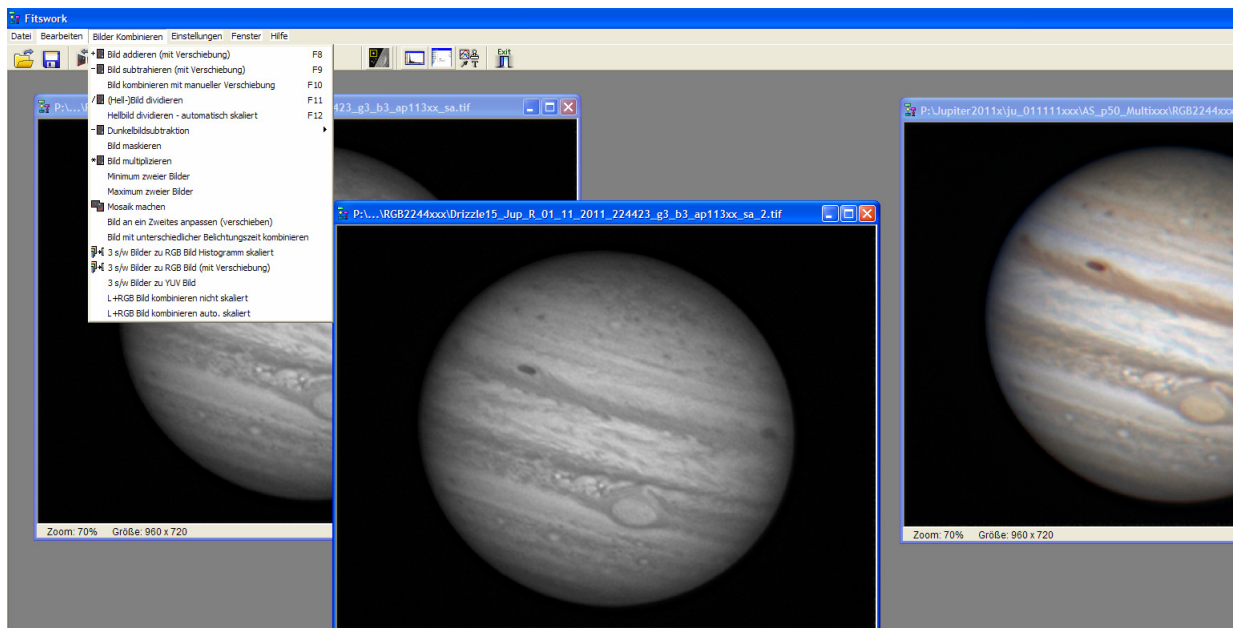 Fitswork
Datei Bearbeiten Bilder Kombinieren Einstellungen Fenster Hilfe
Exit
Bild addieren (mit Verschiebung) F8
Bild subtrahieren (mit Verschiebung) F9
Bild kombinieren mit manueller Verschiebung F10
(Hell-)Bild dividieren F11
Hellbild dividieren - automatisch skaliert F12
Dunkelbildsubtraktion
Bild maskieren
Bild multiplizieren
Minimum zweier Bilder
Maximum zweier Bilder
Mosaik machen
Bild an ein Zweites anpassen (verschieben)
Bild mit unterschiedlicher Belichtungszeit kombinieren
3 s/w Bilder zu RGB Bild Histogramm skaliert
3 s/w Bilder zu RGB Bild (mit Verschiebung)
3 s/w Bilder zu YUV Bild
L+RGB Bild kombinieren nicht skaliert
L+RGB Bild kombinieren auto. skaliert
P:\...\R
423_g3_b3_ap113xx_sa.tif
P:\Jupiter2011x\ju_011111xxx\AS_p50_Multixxx\RGB2244xxx
P:\...\RGB2244xxx\Drizzle15_Jup_R_01_11_2011_224423_g3_b3_ap113xx_sa_2.tif
Zoom: 70% Größe: 960 x 720
Zoom: 70% Größe: 960 x 720